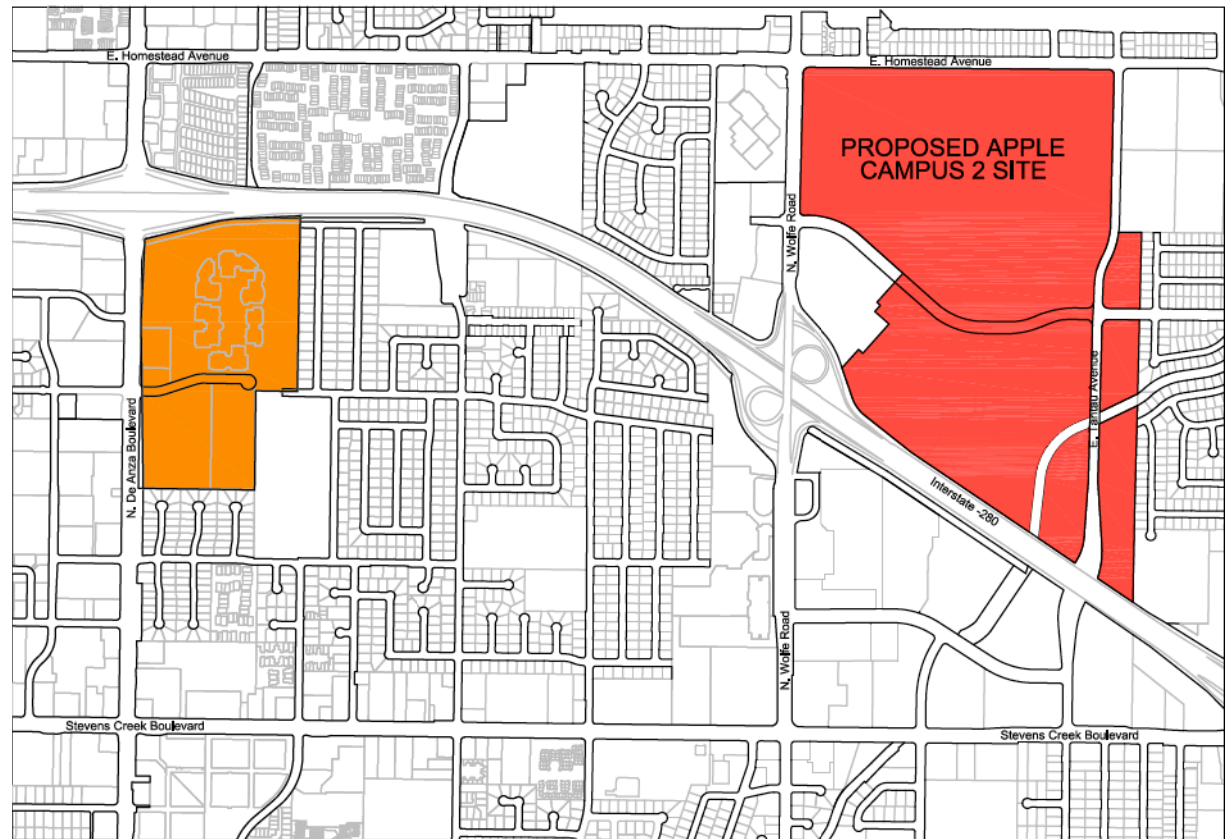 E. Homestead Avenue
E. Homestead Avenue
PROPOSED APPLE
CAMPUS 2 SITE
N. Wolfe Road
E. Tantau Avenue
N. De Anza Boulevard
Interstate -280
N. Wolfe Road
Stevens Creek Boulevard
Stevens Creek Boulevard